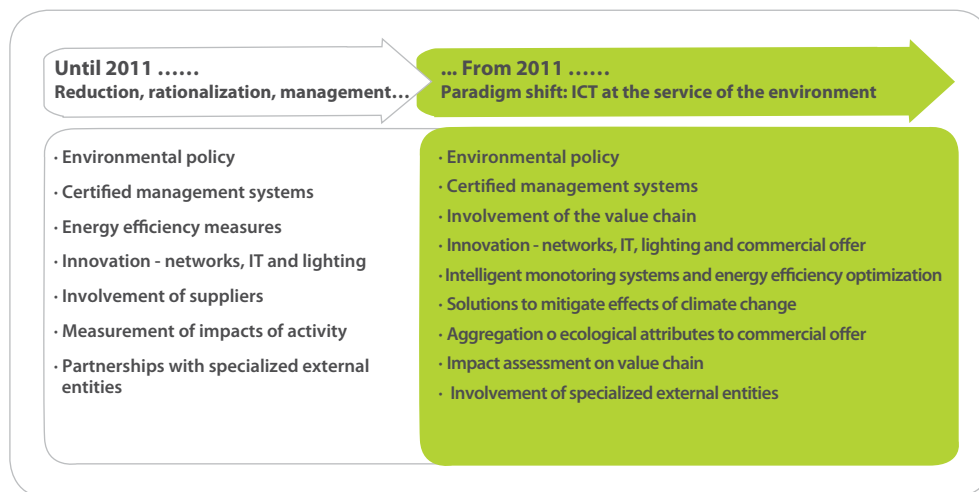 Until 2011 ......
Reduction, rationalization, management...
· Environmental policy
· Certified management systems
· Energy efficiency measures
· Innovation - networks, IT and lighting
· Involvement of suppliers
· Measurement of impacts of activity
· Partnerships with specialized external
entities
... From 2011 ......
Paradigm shift: ICT at the service of the environment
· Environmental policy
· Certified management systems
· Involvement of the value chain
· Innovation - networks, IT, lighting and commercial offer
· Intelligent monotoring systems and energy efficiency optimization
· Solutions to mitigate effects of climate change
· Aggregation o ecological attributes to commercial offer
· Impact assessment on value chain
· Involvement of specialized external entities